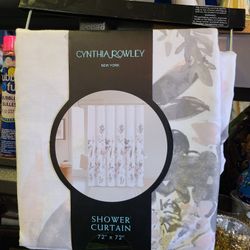 CYNTHIA ROWLEY
NEW YORK
SHOWER
CURTAIN
72" x 72"